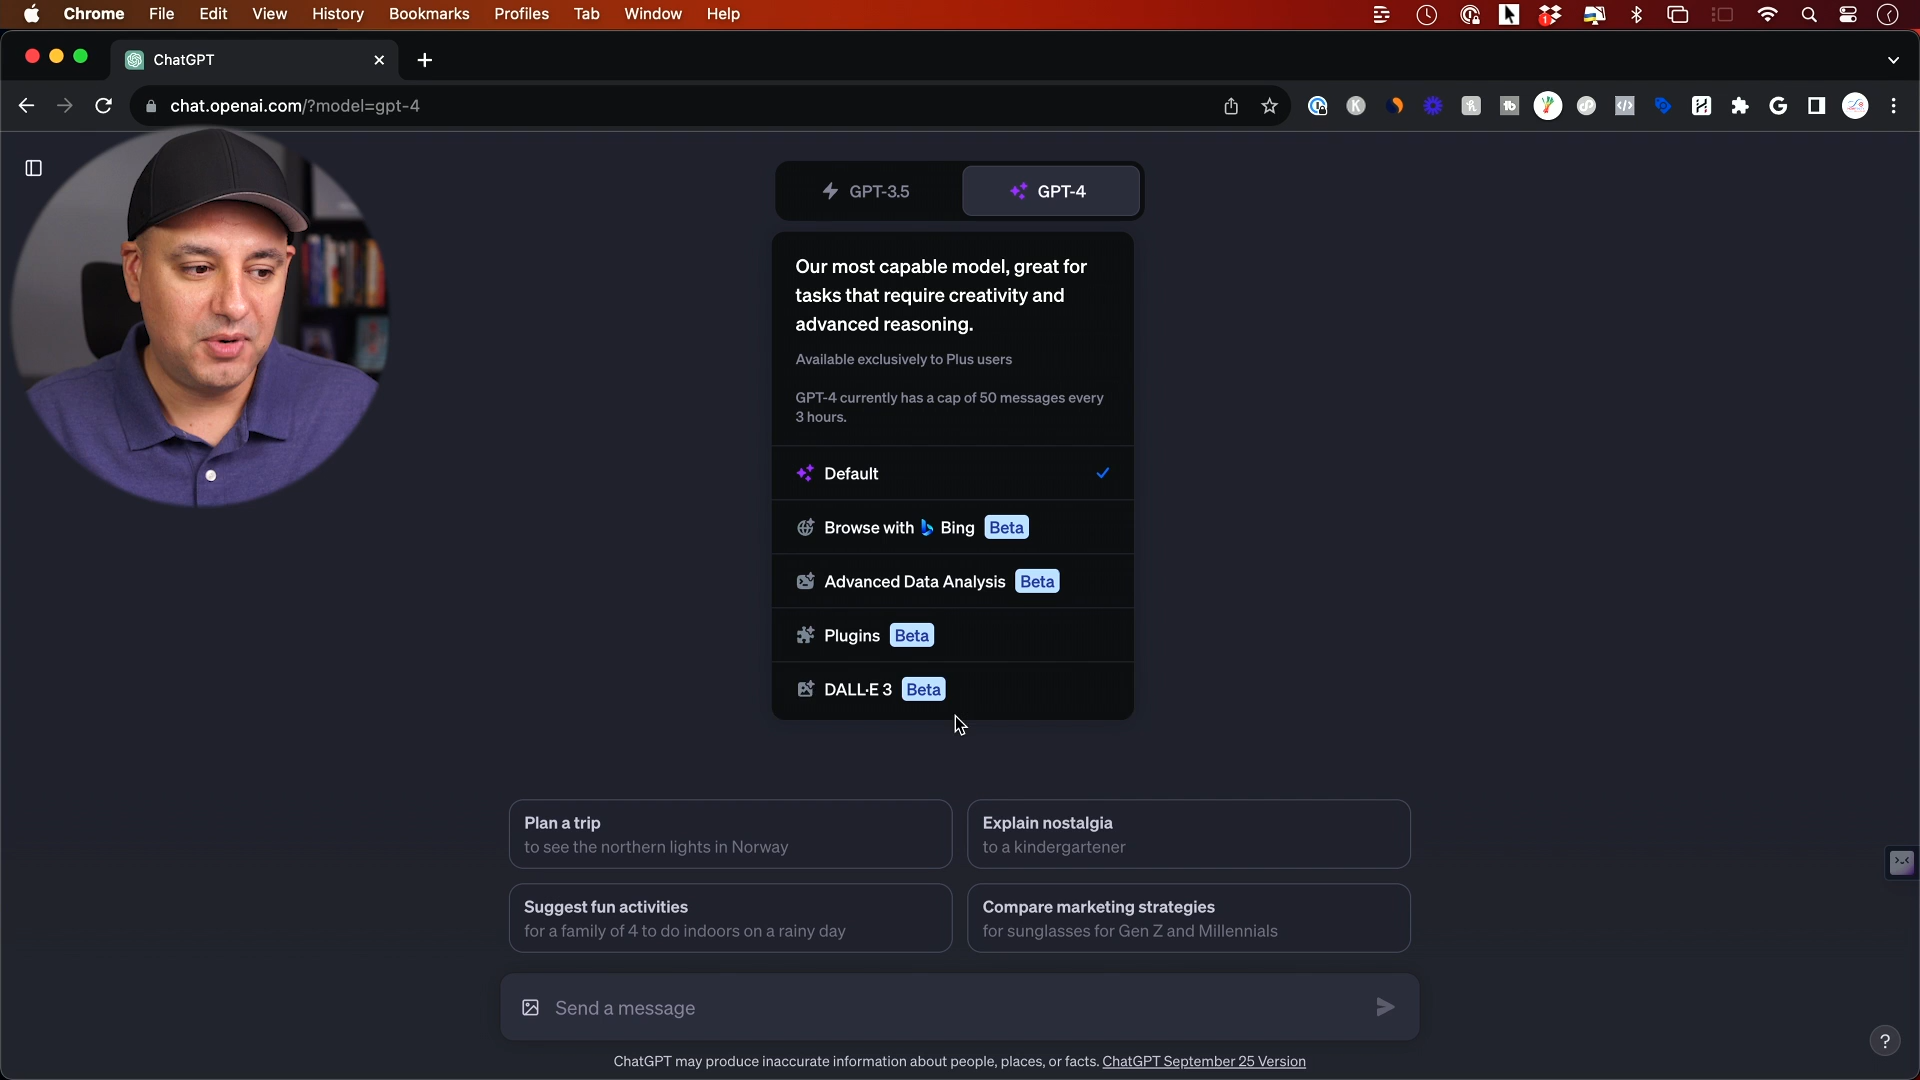 Chrome File Edit View History Bookmarks Profiles Tab Window Help
1
ChatGPT
chat.openai.com/?model=gpt-4
GPT-3.5 GPT-4
Our most capable model, great for
tasks that require creativity and
advanced reasoning.
Available exclusively to Plus users
GPT-4 currently has a cap of 50 messages every
3 hours.
Default
Browse with Bing Beta
Advanced Data Analysis Beta
Plugins Beta
DALL·E 3 Beta
Plan a trip
to see the northern lights in Norway
Explain nostalgia
to a kindergartener
Suggest fun activities
for a family of 4 to do indoors on a rainy day
Compare marketing strategies
for sunglasses for Gen Z and Millennials
Send a message
ChatGPT may produce inaccurate information about people, places, or facts. ChatGPT September 25 Version
?